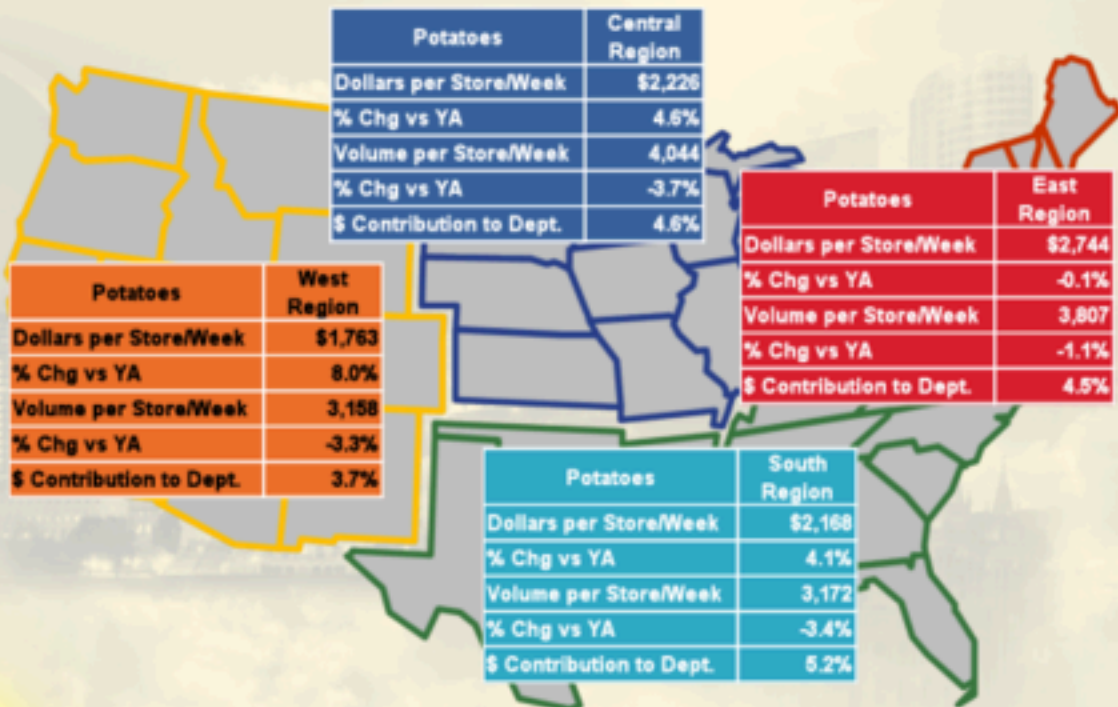 Potatoes Central Region
Dollars per Store/Week $2,226
% Chg vs YA 4.6%
Volume per Store/Week 4,044
% Chg vs YA -3.7%
$ Contribution to Dept. 4.6%
Potatoes East Region
Dollars per Store/Week $2,744
% Chg vs YA -0.1%
Volume per Store/Week 3,807
% Chg vs YA -1.1%
$ Contribution to Dept. 4.5%
Potatoes West Region
Dollars per Store/Week $1,763
% Chg vs YA 8.0%
Volume per Store/Week 3,158
% Chg vs YA -3.3%
$ Contribution to Dept. 3.7%
Potatoes South Region
Dollars per Store/Week $2,168
% Chg vs YA 4.1%
Volume per Store/Week 3,172
% Chg vs YA -3.4%
$ Contribution to Dept. 5.2%